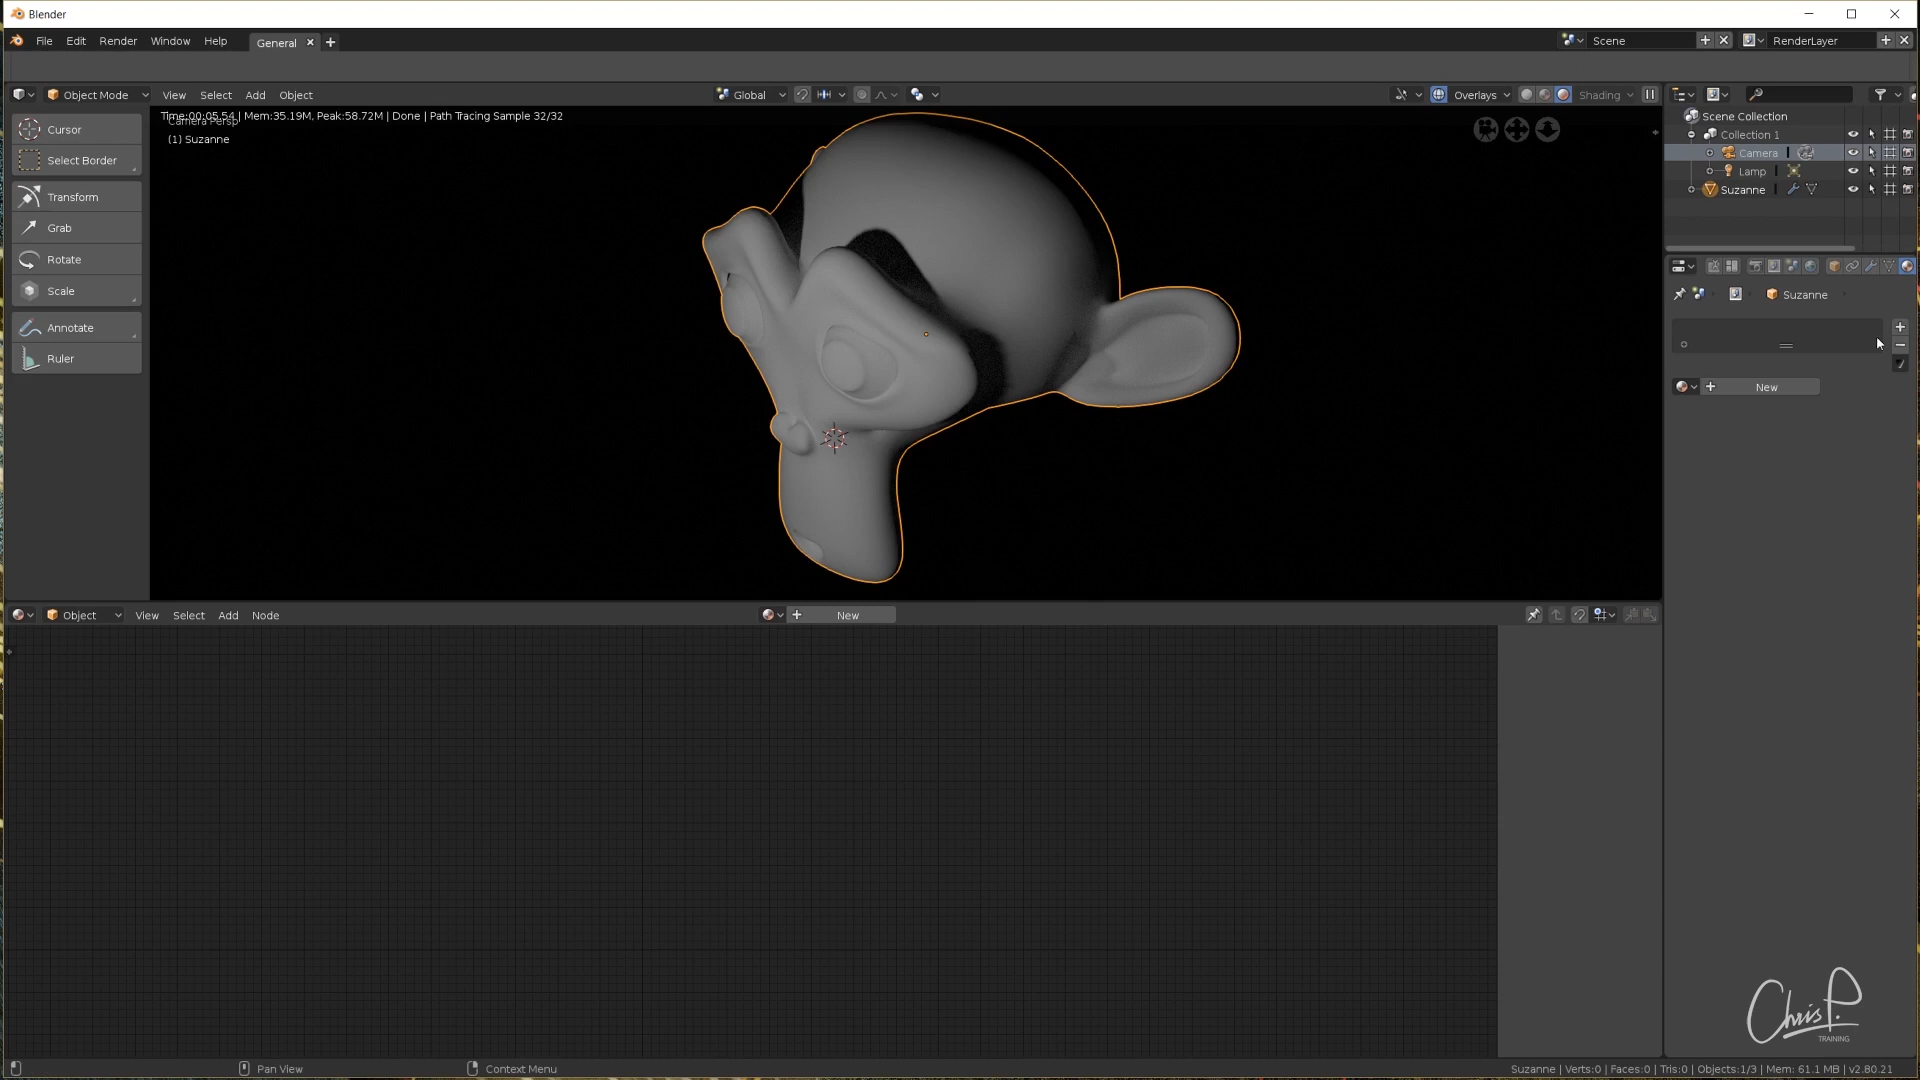 Blender
File Edit Render Window Help General Scene RenderLayer
Object Mode View Select Add Object Global Overlays Shading
Time:00:05.54 | Mem:35.19M, Peak:58.72M | Done | Path Tracing Sample 32/32
Camera Persp
(1) Suzanne
Cursor
Select Border
Transform
Grab
Rotate
Scale
Annotate
Ruler
Scene Collection
Collection 1
Camera
Lamp
Suzanne
Suzanne
New
Object View Select Add Node New
Chris P.
TRAINING
Pan View Context Menu Suzanne | Verts:0 | Faces:0 | Tris:0 | Objects:1/3 | Mem: 61.1 MB | v2.80.21